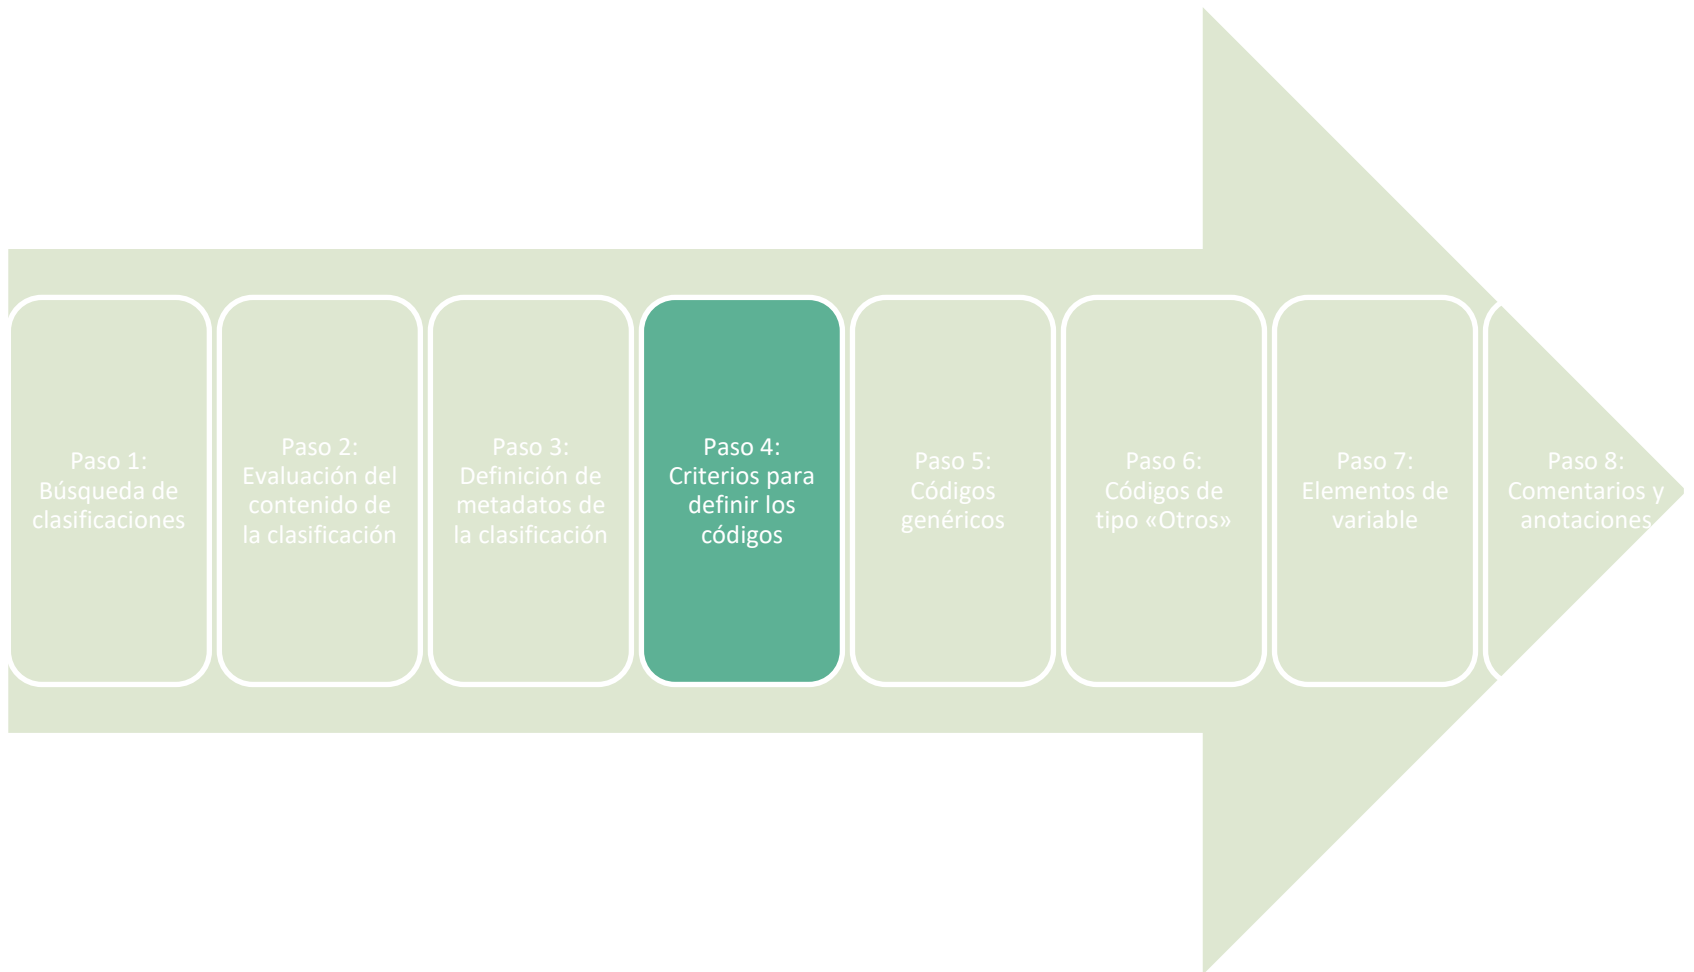 Paso 1:
Búsqueda de
clasificaciones
Paso 2:
Evaluación del
contenido de
la clasificación
Paso 3:
Definición de
metadatos de
la clasificación
Paso 4:
Criterios para
definir los
códigos
Paso 5:
Códigos
genéricos
Paso 6:
Códigos de
tipo «Otros»
Paso 7:
Elementos de
variable
Paso 8:
Comentarios y
anotaciones